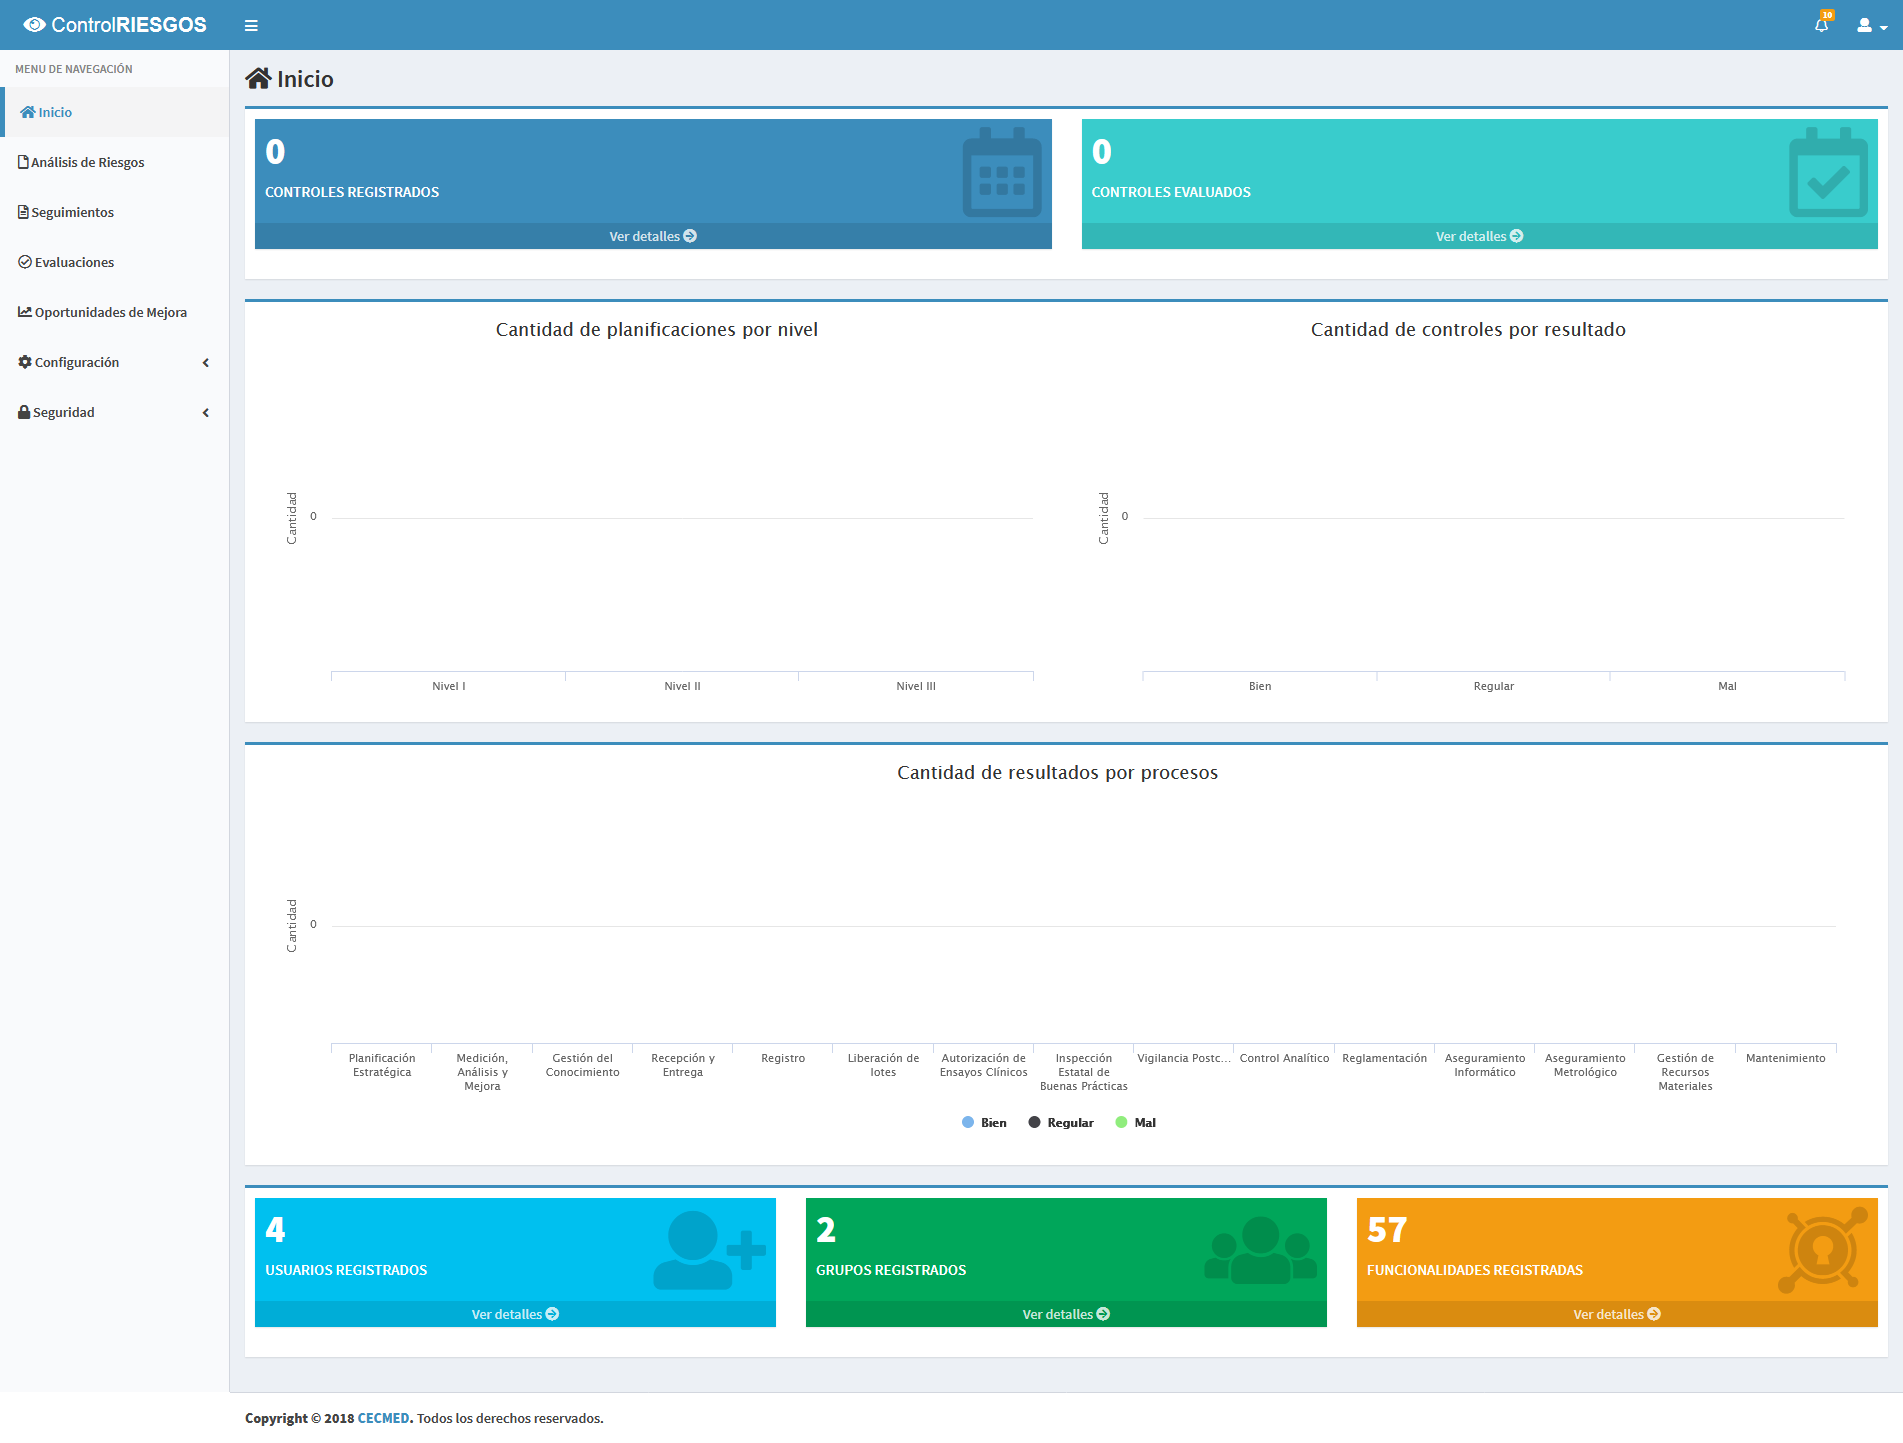 ControlRIESGOS
10
MENU DE NAVEGACIÓN
Inicio
Análisis de Riesgos
Seguimientos
Evaluaciones
Oportunidades de Mejora
Configuración
Seguridad
Inicio
0
CONTROLES REGISTRADOS
Ver detalles
0
CONTROLES EVALUADOS
Ver detalles
Cantidad de planificaciones por nivel
Cantidad
0
Nivel I
Nivel II
Nivel III
Cantidad de controles por resultado
Cantidad
0
Bien
Regular
Mal
Cantidad de resultados por procesos
Cantidad
0
Planificación
Estratégica
Medición,
Análisis y
Mejora
Gestión del
Conocimiento
Recepción y
Entrega
Registro
Liberación de
lotes
Autorización de
Ensayos Clínicos
Inspección
Estatal de
Buenas Prácticas
Vigilancia Postc...
Control Analítico
Reglamentación
Aseguramiento
Informático
Aseguramiento
Metrológico
Gestión de
Recursos
Materiales
Mantenimiento
Bien
Regular
Mal
4
USUARIOS REGISTRADOS
Ver detalles
2
GRUPOS REGISTRADOS
Ver detalles
57
FUNCIONALIDADES REGISTRADAS
Ver detalles
Copyright © 2018 CECMED. Todos los derechos reservados.